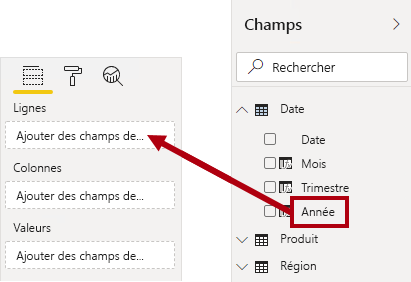 Champs
Rechercher
Lignes
Ajouter des champs de...
Colonnes
Ajouter des champs de...
Valeurs
Ajouter des champs de...
Date
Date
Mois
Trimestre
Année
Produit
Région